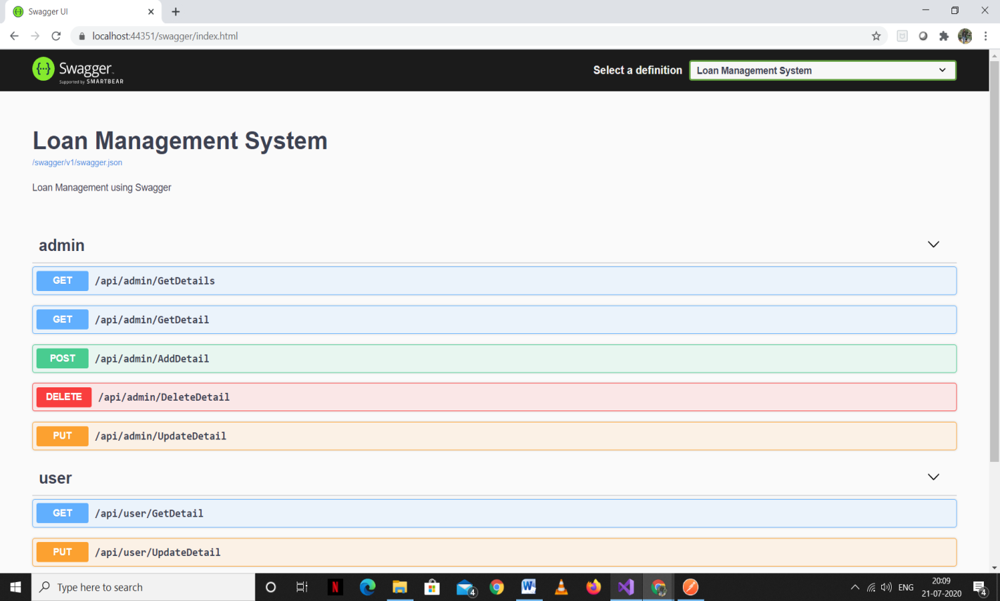 Swagger UI
localhost:44351/swagger/index.html
Swagger
Supported by SMARTBEAR
Select a definition
Loan Management System
Loan Management System
/swagger/v1/swagger.json
Loan Management using Swagger
admin
GET /api/admin/GetDetails
GET /api/admin/GetDetail
POST /api/admin/AddDetail
DELETE /api/admin/DeleteDetail
PUT /api/admin/UpdateDetail
user
GET /api/user/GetDetail
PUT /api/user/UpdateDetail
Type here to search
N
4
W
ENG
20:09
21-07-2020
4